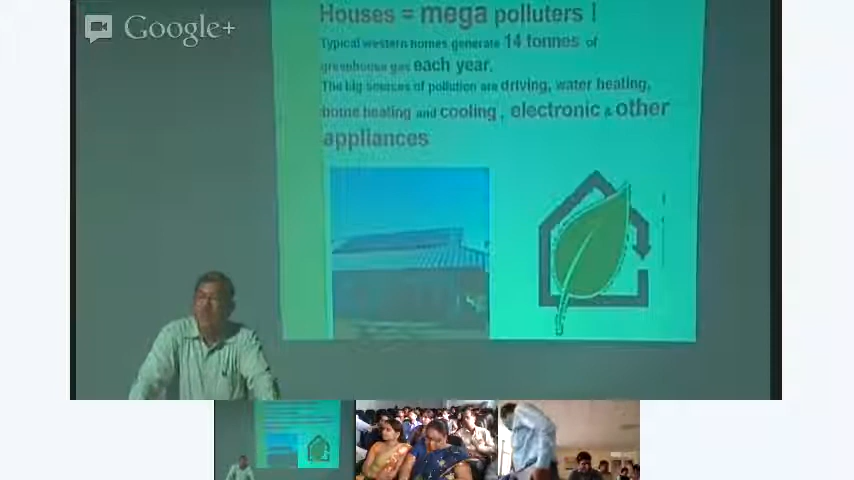 Google+
Houses = mega polluters !
Typical western homes generate 14 tonnes of
greenhouse gas each year.
The big sources of pollution are driving, water heating,
home heating and cooling , electronic & other
appliances